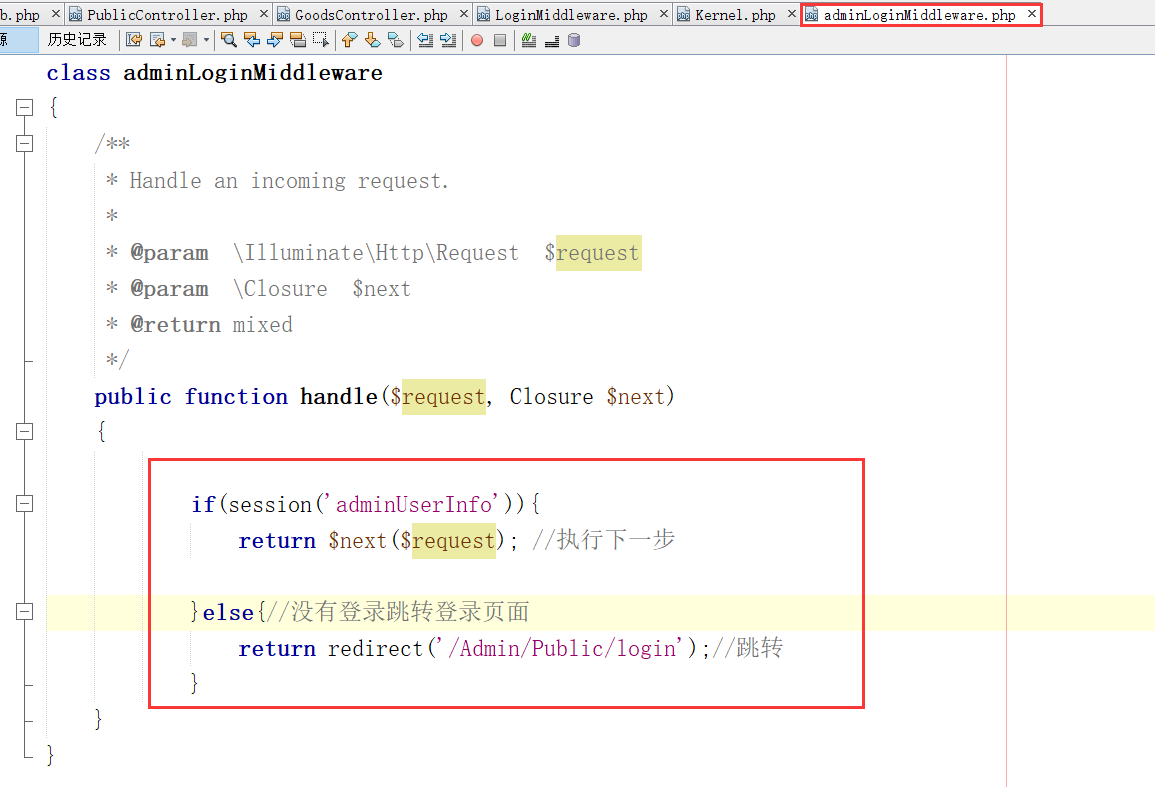 b.php PublicController.php GoodsController.php LoginMiddleware.php Kernel.php adminLoginMiddleware.php
源 历史记录
class adminLoginMiddleware
{
/**
* Handle an incoming request.
*
* @param \Illuminate\Http\Request $request
* @param \Closure $next
* @return mixed
*/
public function handle($request, Closure $next)
{
if(session('adminUserInfo')){
return $next($request); //执行下一步
}else{//没有登录跳转登录页面
return redirect('/Admin/Public/login');//跳转
}
}
}